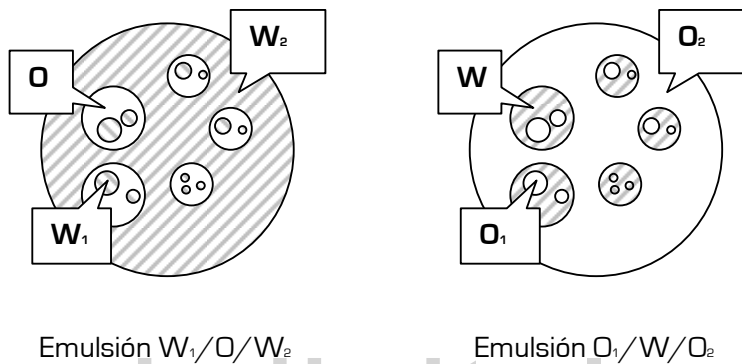 O
W₂
W₁
Emulsión W₁/O/W₂
W
O₂
O₁
Emulsión O₁/W/O₂